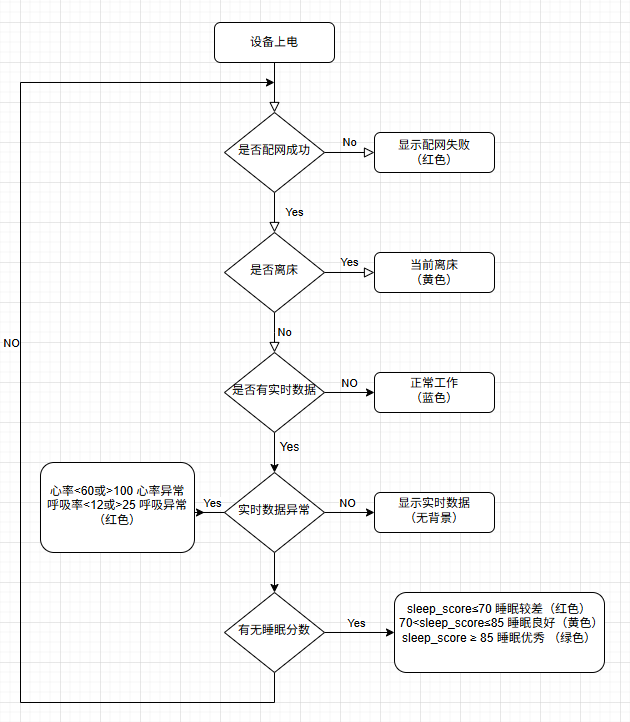 设备上电
是否配网成功
No
显示配网失败
（红色）
Yes
是否离床
Yes
当前离床
（黄色）
No
NO
是否有实时数据
NO
正常工作
（蓝色）
Yes
心率<60或>100 心率异常
呼吸率<12或>25 呼吸异常
（红色）
Yes
实时数据异常
NO
显示实时数据
（无背景）
有无睡眠分数
Yes
sleep_score≤70 睡眠较差（红色）
70<sleep_score≤85 睡眠良好（黄色）
sleep_score ≥ 85 睡眠优秀 （绿色）